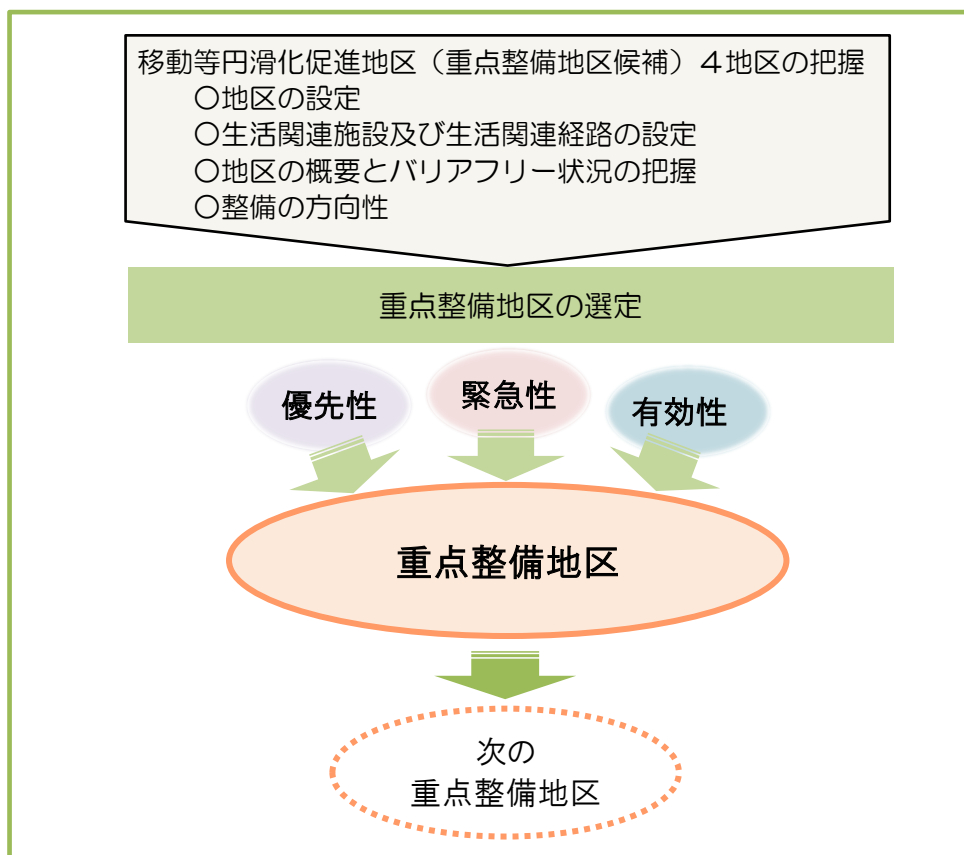 移動等円滑化促進地区（重点整備地区候補）４地区の把握
〇地区の設定
〇生活関連施設及び生活関連経路の設定
〇地区の概要とバリアフリー状況の把握
〇整備の方向性
重点整備地区の選定
優先性
緊急性
有効性
重点整備地区
次の
重点整備地区